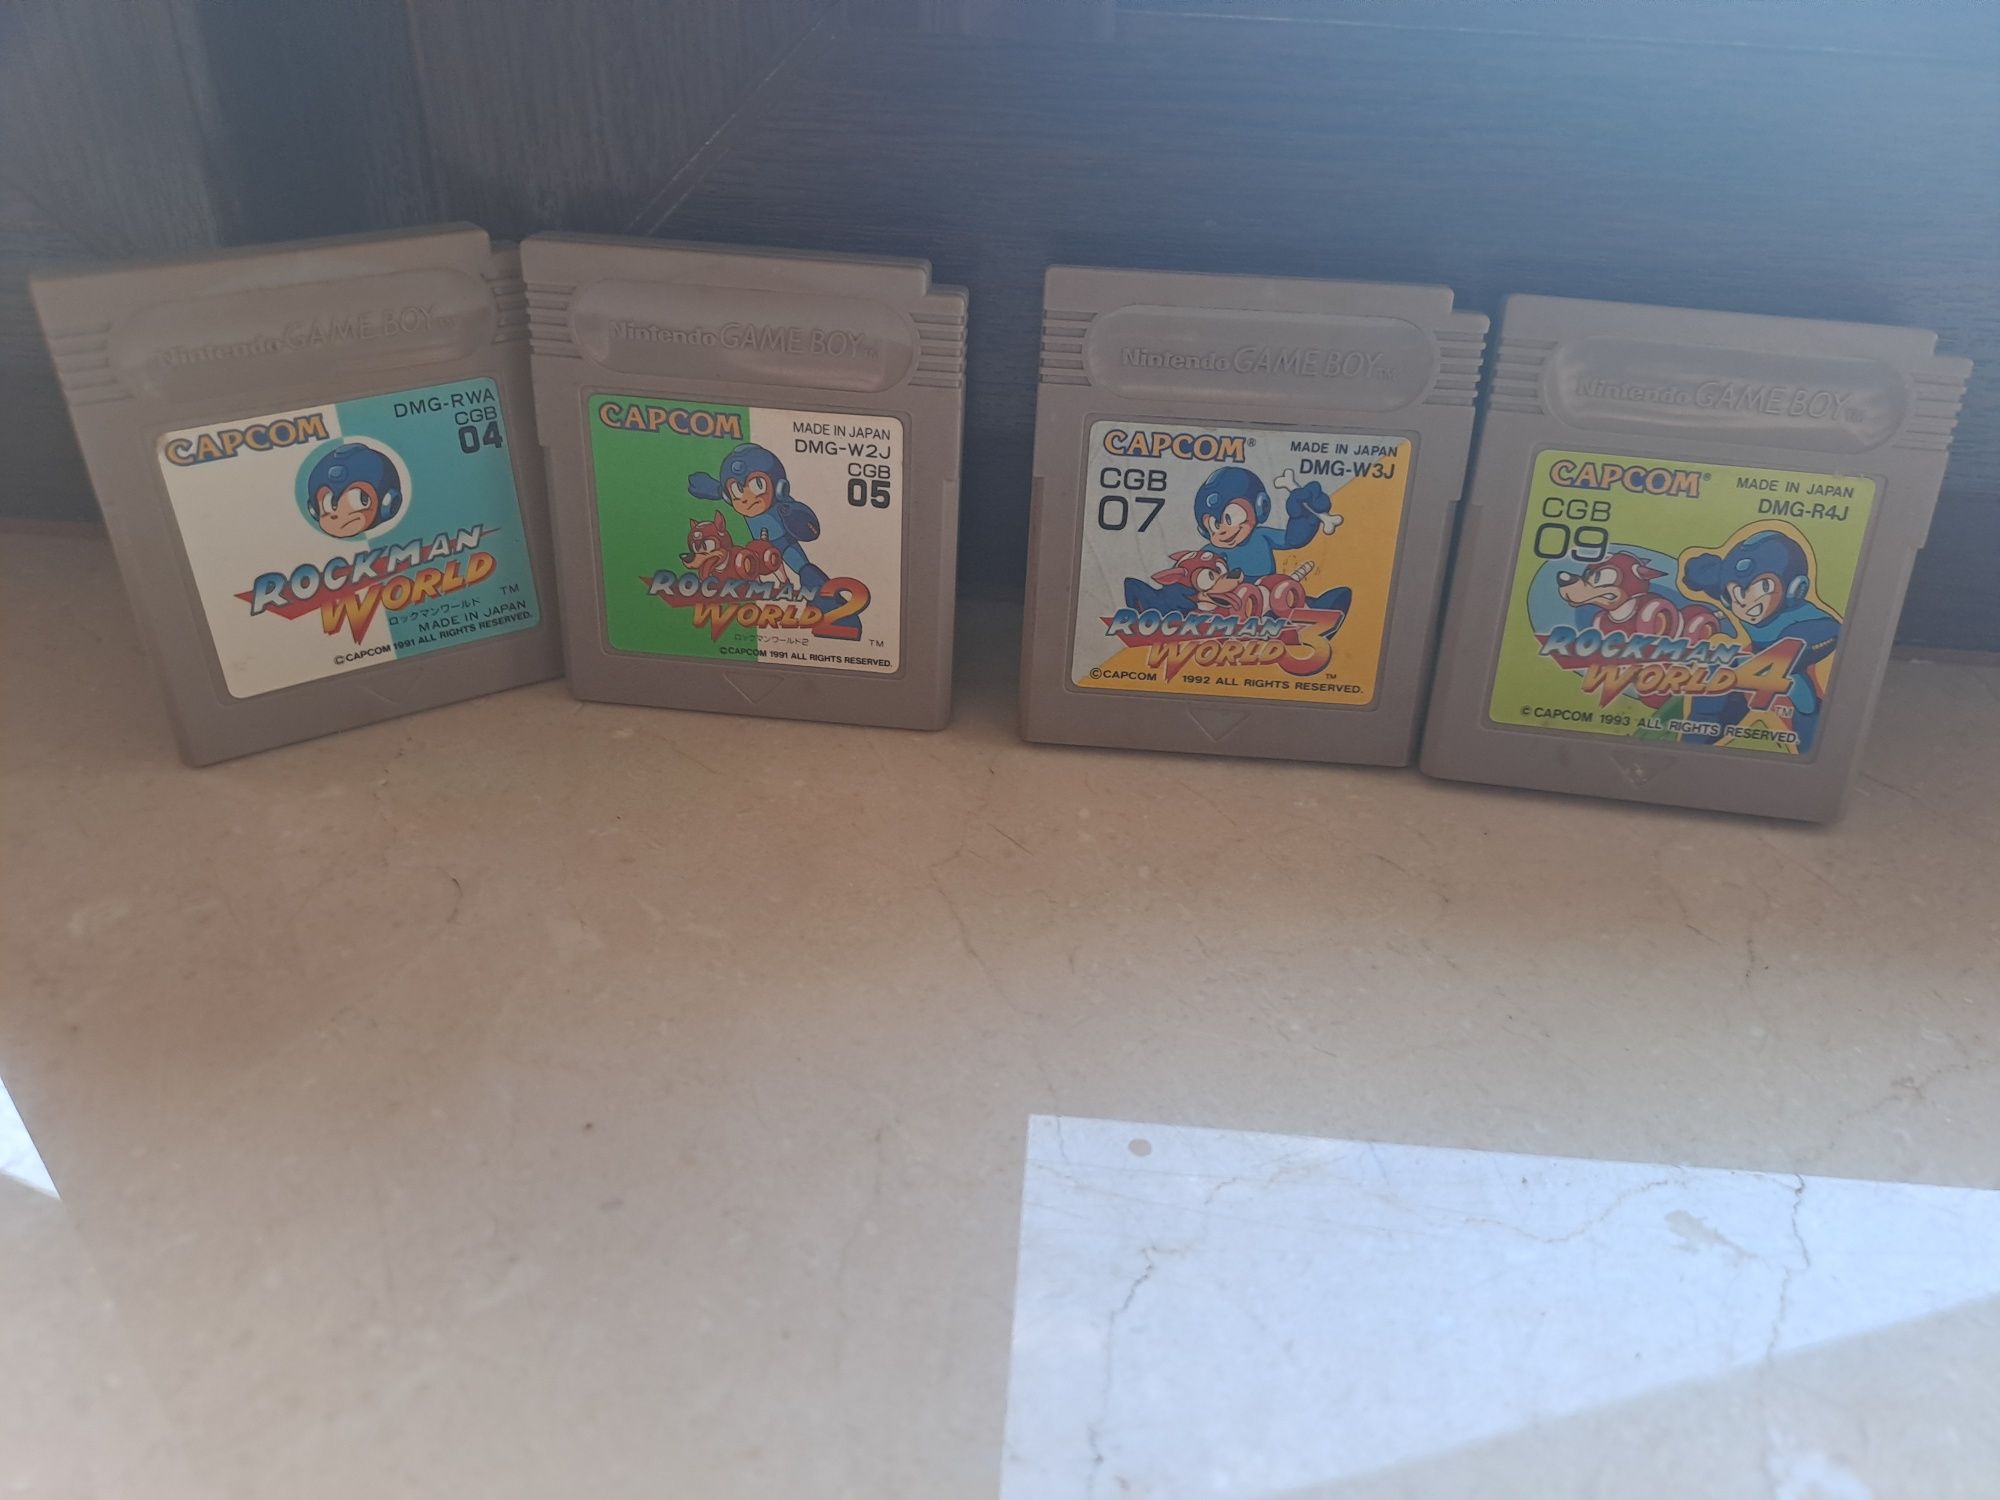 Nintendo GAME BOY TM
CAPCOM
DMG-RWA
CGB
04
ROCKMAN
WORLD
TM
ロックマンワールド
MADE IN JAPAN
©CAPCOM 1991 ALL RIGHTS RESERVED.
Nintendo GAME BOY TM
CAPCOM
MADE IN JAPAN
DMG-W2J
CGB
05
ROCKMAN
WORLD 2
TM
ロックマンワールド2
©CAPCOM 1991 ALL RIGHTS RESERVED.
Nintendo GAME BOY TM
CAPCOM®
MADE IN JAPAN
DMG-W3J
CGB
07
ROCKMAN
WORLD 3
TM
©CAPCOM 1992 ALL RIGHTS RESERVED.
Nintendo GAME BOY TM
CAPCOM®
MADE IN JAPAN
DMG-R4J
CGB
09
ROCKMAN
WORLD 4
TM
©CAPCOM 1993 ALL RIGHTS RESERVED.